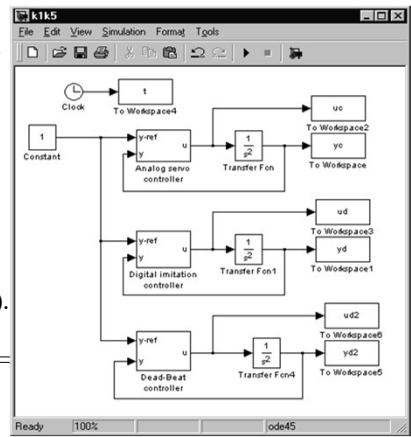 k1k5
File Edit View Simulation Format Tools
t
Clock
To Workspace4
1
Constant
y-ref
y
u
Analog servo
controller
1
s²
Transfer Fcn
uc
To Workspace2
yc
To Workspace
y-ref
y
u
Digital imitation
controller
1
s²
Transfer Fcn1
ud
To Workspace3
yd
To Workspace1
).
y-ref
y
u
Dead-Beat
controller
1
s²
Transfer Fcn4
ud2
To Workspace6
yd2
To Workspace5
Ready 100% ode45